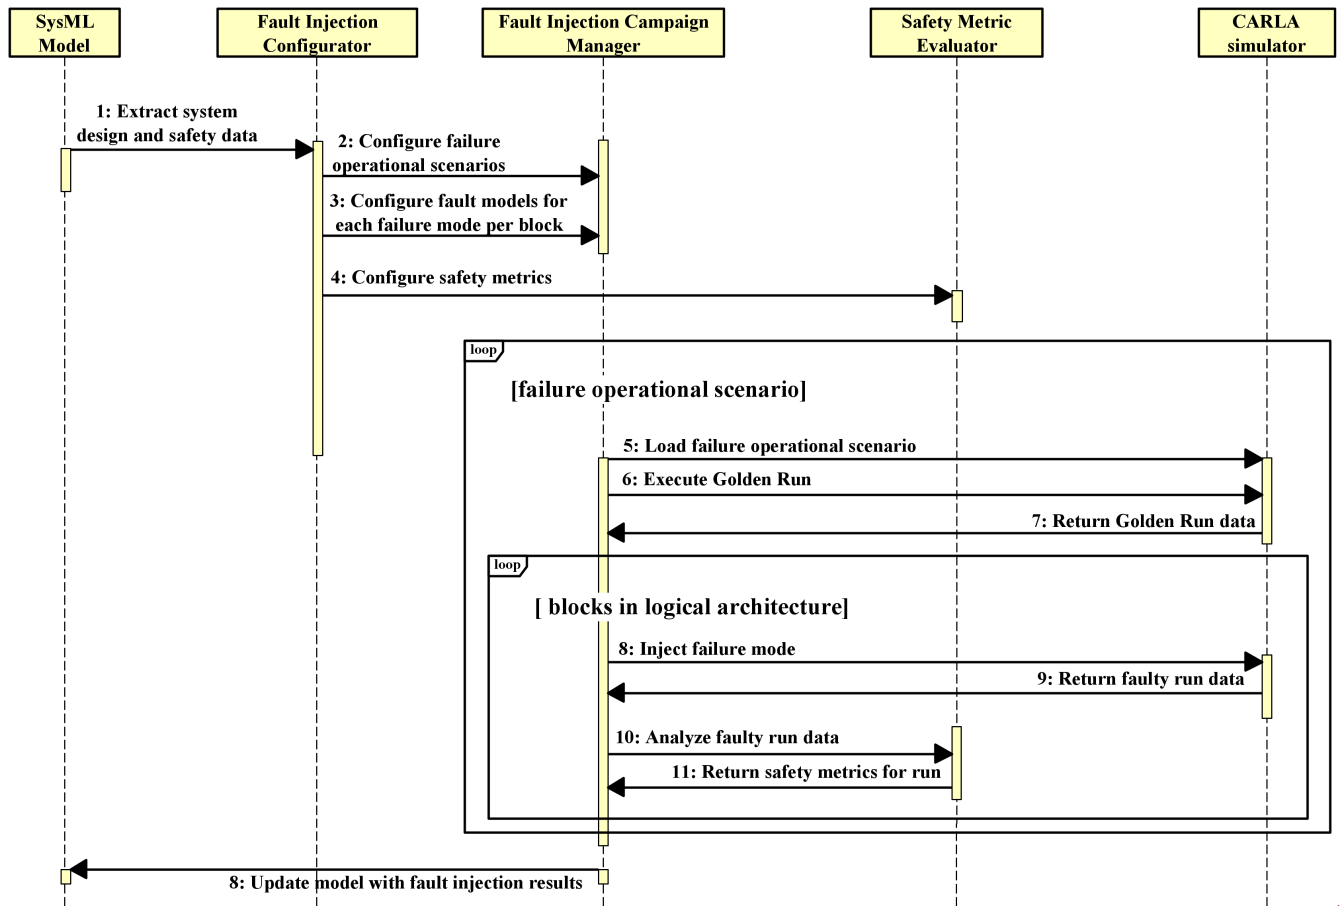 SysML
Model
Fault Injection
Configurator
Fault Injection Campaign
Manager
Safety Metric
Evaluator
CARLA
simulator
1: Extract system
design and safety data
2: Configure failure
operational scenarios
3: Configure fault models for
each failure mode per block
4: Configure safety metrics
loop
[failure operational scenario]
5: Load failure operational scenario
6: Execute Golden Run
7: Return Golden Run data
loop
[ blocks in logical architecture]
8: Inject failure mode
9: Return faulty run data
10: Analyze faulty run data
11: Return safety metrics for run
8: Update model with fault injection results